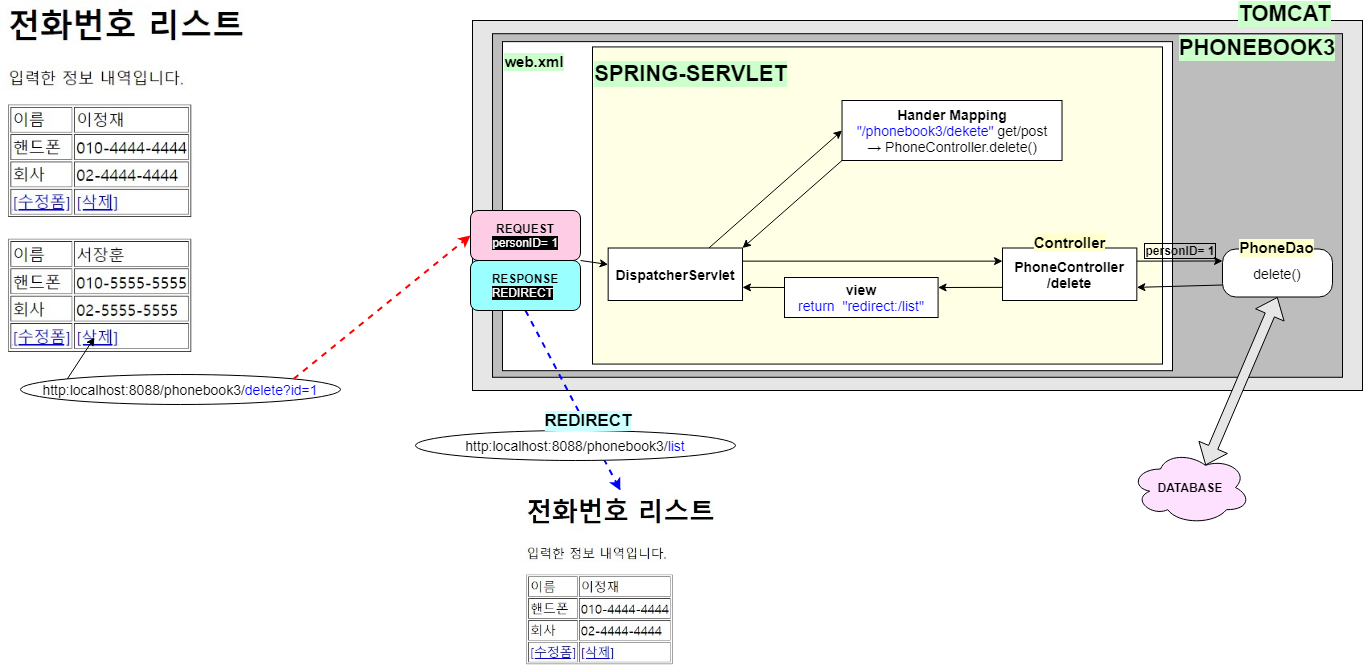 전화번호 리스트
입력한 정보 내역입니다.
이름 이정재
핸드폰 010-4444-4444
회사 02-4444-4444
[수정폼] [삭제]
이름 서장훈
핸드폰 010-5555-5555
회사 02-5555-5555
[수정폼] [삭제]
http:localhost:8088/phonebook3/delete?id=1
TOMCAT
PHONEBOOK3
web.xml
SPRING-SERVLET
Hander Mapping
"/phonebook3/dekete" get/post
→ PhoneController.delete()
REQUEST
personID= 1
RESPONSE
REDIRECT
DispatcherServlet
view
return "redirect:/list"
Controller
PhoneController
/delete
personID= 1
PhoneDao
delete()
DATABASE
REDIRECT
http:localhost:8088/phonebook3/list
전화번호 리스트
입력한 정보 내역입니다.
이름 이정재
핸드폰 010-4444-4444
회사 02-4444-4444
[수정폼] [삭제]